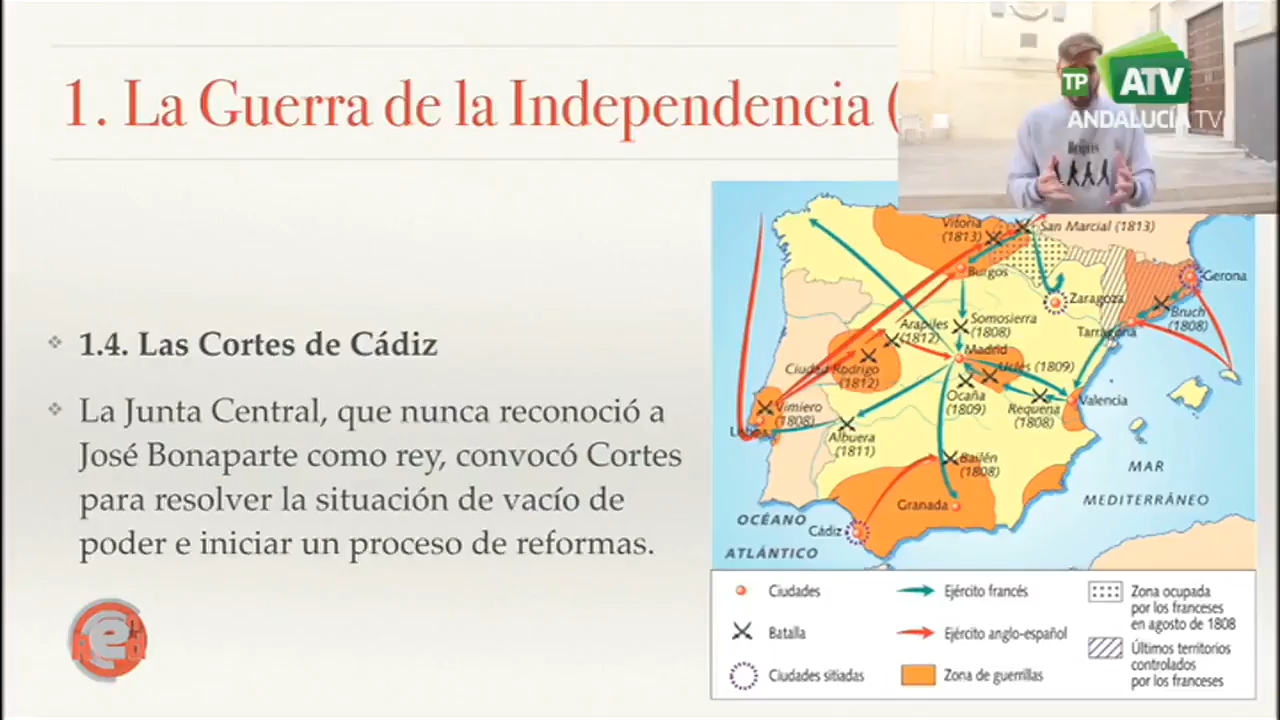 1. La Guerra de la Independencia (
TP ATV
ANDALUCÍA TV
❖ 1.4. Las Cortes de Cádiz
❖ La Junta Central, que nunca reconoció a
José Bonaparte como rey, convocó Cortes
para resolver la situación de vacío de
poder e iniciar un proceso de reformas.
Vitoria
(1813)
San Marcial (1813)
Burgos
Gerona
Zaragoza
Bruch
(1808)
Tarragona
Arapiles
(1812)
Somosierra
(1808)
Madrid
Ciudad Rodrigo
(1812)
Uclés (1809)
Ocaña
(1809)
Requena
(1808)
Valencia
Vimiero
(1808)
Lisboa
Albuera
(1811)
Bailén
(1808)
MAR
MEDITERRÁNEO
Granada
OCÉANO
ATLÁNTICO
Cádiz
Ciudades
Batalla
Ciudades sitiadas
Ejército francés
Ejército anglo-español
Zona de guerrillas
Zona ocupada
por los franceses
en agosto de 1808
Últimos territorios
controlados
por los franceses